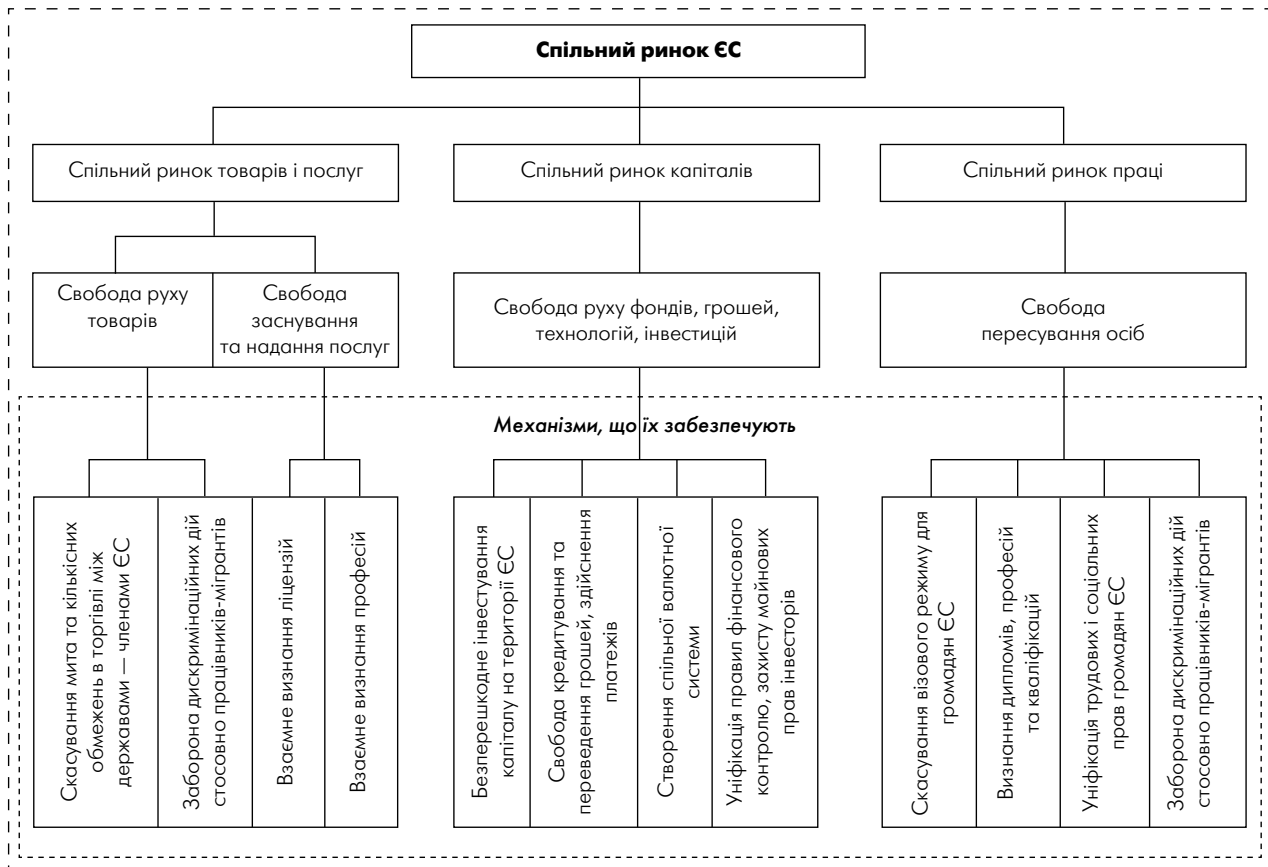 Спільний ринок ЄС
Спільний ринок товарів і послуг
Спільний ринок капіталів
Спільний ринок праці
Свобода руху
товарів
Свобода
заснування
та надання послуг
Свобода руху фондів, грошей,
технологій, інвестицій
Свобода
пересування осіб
Механізми, що їх забезпечують
Скасування мита та кількісних
обмежень в торгівлі між
державами — членами ЄС
Заборона дискримінаційних дій
стосовно працівників-мігрантів
Взаємне визнання ліцензій
Взаємне визнання професій
Безперешкодне інвестування
капіталу на території ЄС
Свобода кредитування та
переведення грошей, здійснення
платежів
Створення спільної валютної
системи
Уніфікація правил фінансового
контролю, захисту майнових
прав інвесторів
Скасування візового режиму для
громадян ЄС
Визнання дипломів, професій
та кваліфікацій
Уніфікація трудових і соціальних
прав громадян ЄС
Заборона дискримінаційних дій
стосовно працівників-мігрантів